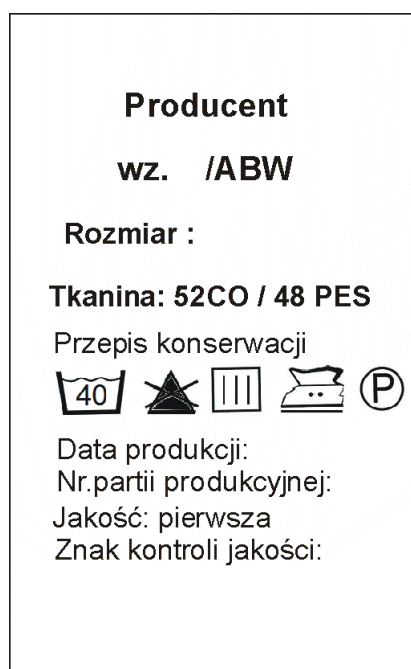 Producent
wz. /ABW
Rozmiar :
Tkanina: 52CO / 48 PES
Przepis konserwacji
40 P
Data produkcji:
Nr.partii produkcyjnej:
Jakość: pierwsza
Znak kontroli jakości: